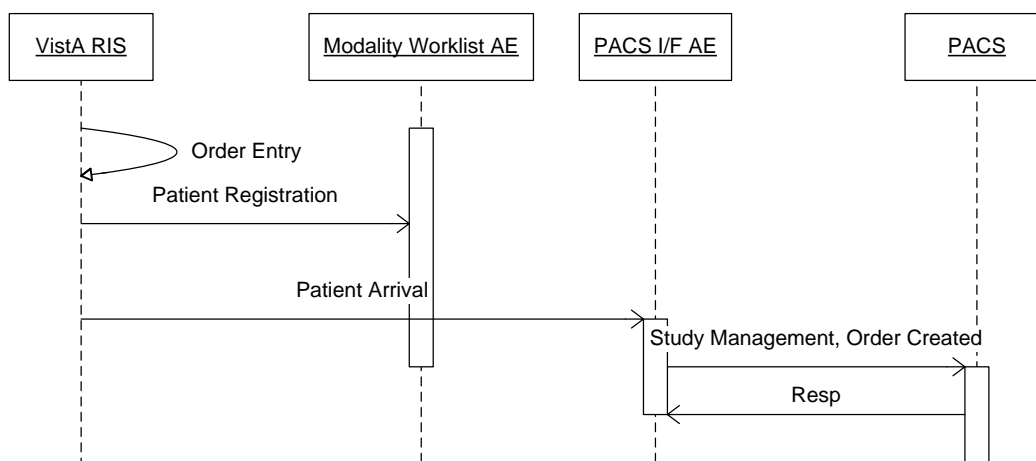 VistA RIS
Modality Worklist AE
PACS I/F AE
PACS
Order Entry
Patient Registration
Patient Arrival
Study Management, Order Created
Resp